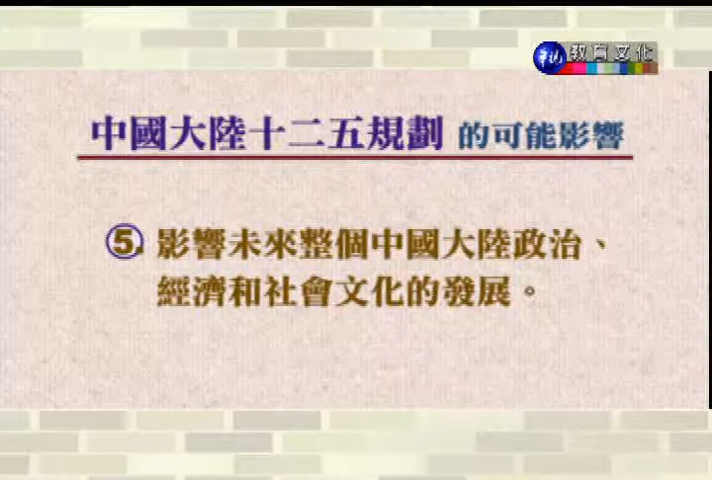 華視 教育文化
中國大陸十二五規劃 的可能影響
5. 影響未來整個中國大陸政治、
經濟和社會文化的發展。